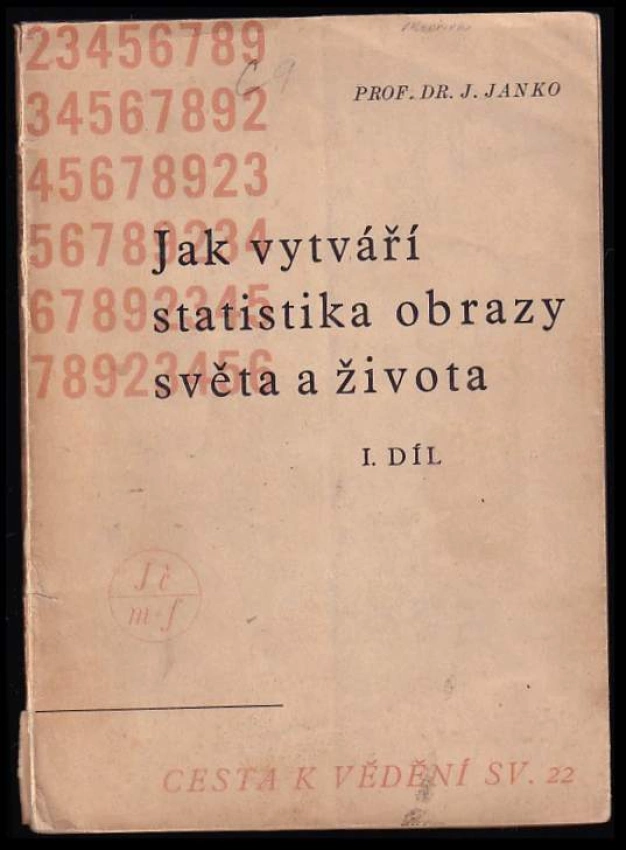 23456789
34567892
45678923
56789234
67892345
78923456
C 9
PROF. DR. J. JANKO
Jak vytváří
statistika obrazy
světa a života
I. DÍL
J č
m·f
CESTA K VĚDĚNÍ SV. 22